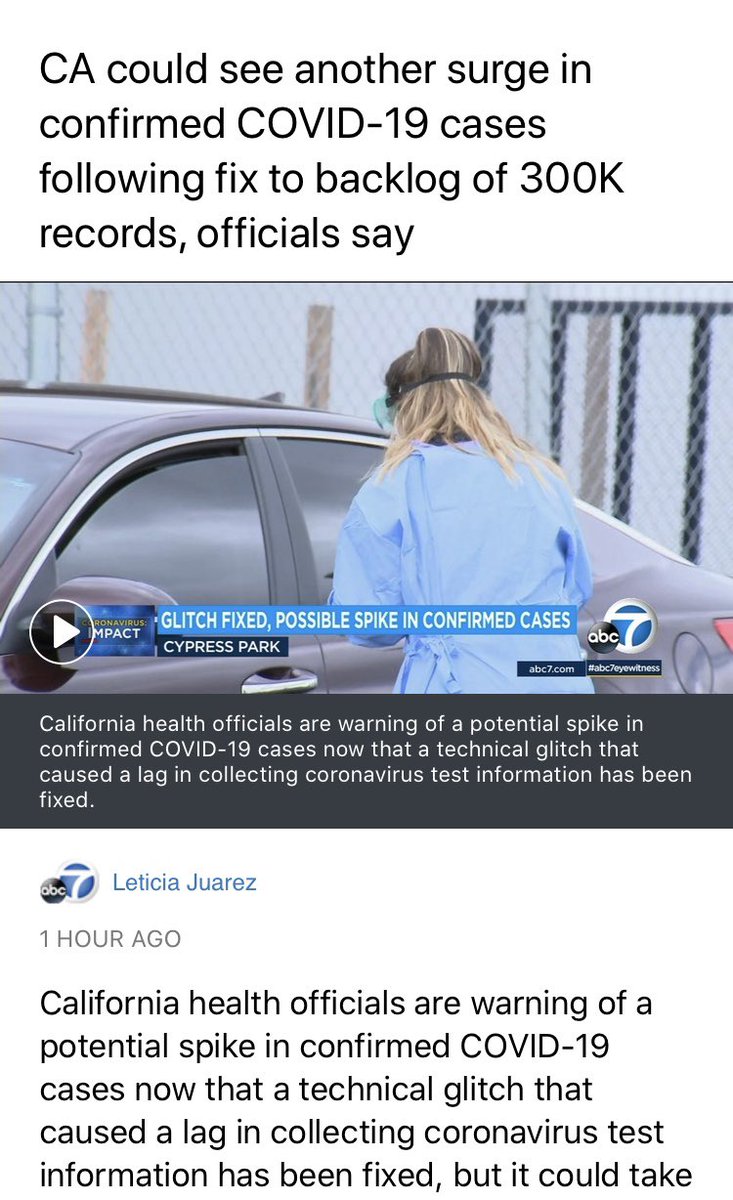 CA could see another surge in
confirmed COVID-19 cases
following fix to backlog of 300K
records, officials say
CORONAVIRUS:
IMPACT
GLITCH FIXED, POSSIBLE SPIKE IN CONFIRMED CASES
CYPRESS PARK
abc 7
abc7.com
#abc7eyewitness
California health officials are warning of a potential spike in
confirmed COVID-19 cases now that a technical glitch that
caused a lag in collecting coronavirus test information has been
fixed.
abc 7
Leticia Juarez
1 HOUR AGO
California health officials are warning of a
potential spike in confirmed COVID-19
cases now that a technical glitch that
caused a lag in collecting coronavirus test
information has been fixed, but it could take